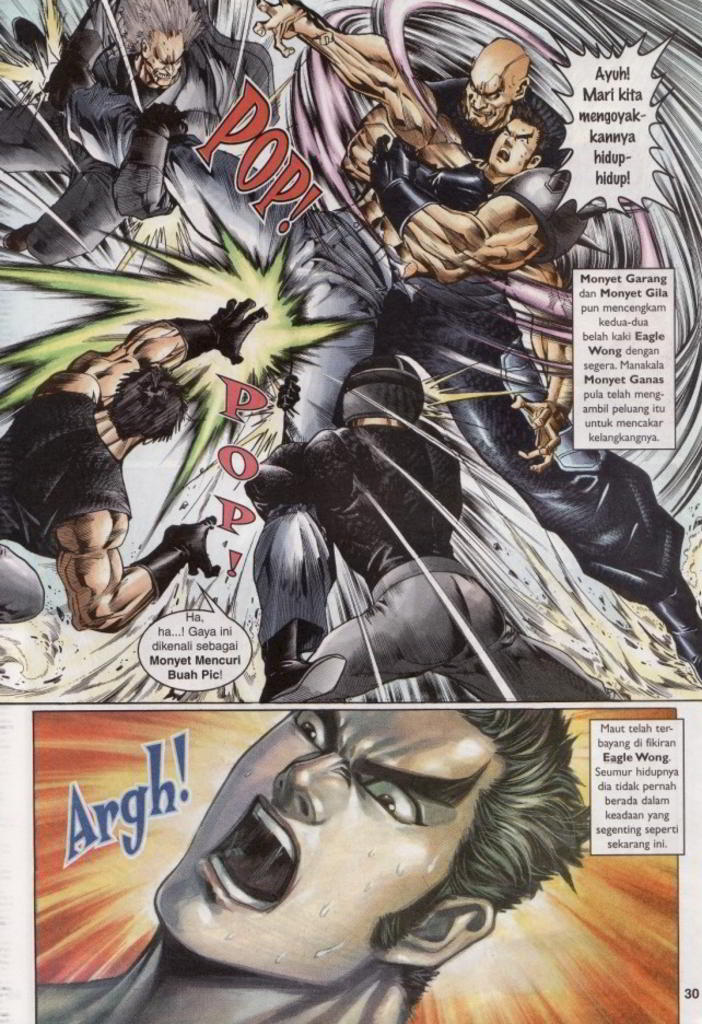 Ayuh!
Mari kita
mengoyak-
kannya
hidup-
hidup!
POP!
Monyet Garang
dan Monyet Gila
pun mencengkam
kedua-dua
belah kaki Eagle
Wong dengan
segera. Manakala
Monyet Ganas
pula telah meng-
ambil peluang itu
untuk mencakar
kelangkangnya.
POP!
Ha,
ha...! Gaya ini
dikenali sebagai
Monyet Mencuri
Buah Pic!
Argh!
Maut telah ter-
bayang di fikiran
Eagle Wong.
Seumur hidupnya
dia tidak pernah
berada dalam
keadaan yang
segenting seperti
sekarang ini.
30